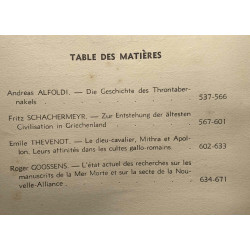 TABLE DES MATIÈRES
Andreas ALFOLDI. — Die Geschichte des Throntaber-
nakels 537-566
Fritz SCHACHERMEYR. — Zur Entstehung der ältesten
Civilisation in Griechenland 567-601
Emile THEVENOT. — Le dieu-cavalier, Mithra et Apol-
lon. Leurs affinités dans les cultes gallo-romains. 602-633
Roger GOOSSENS. — L'état actuel des recherches sur les
manuscrits de la Mer Morte et sur la secte de la Nou-
velle-Alliance. 634-671